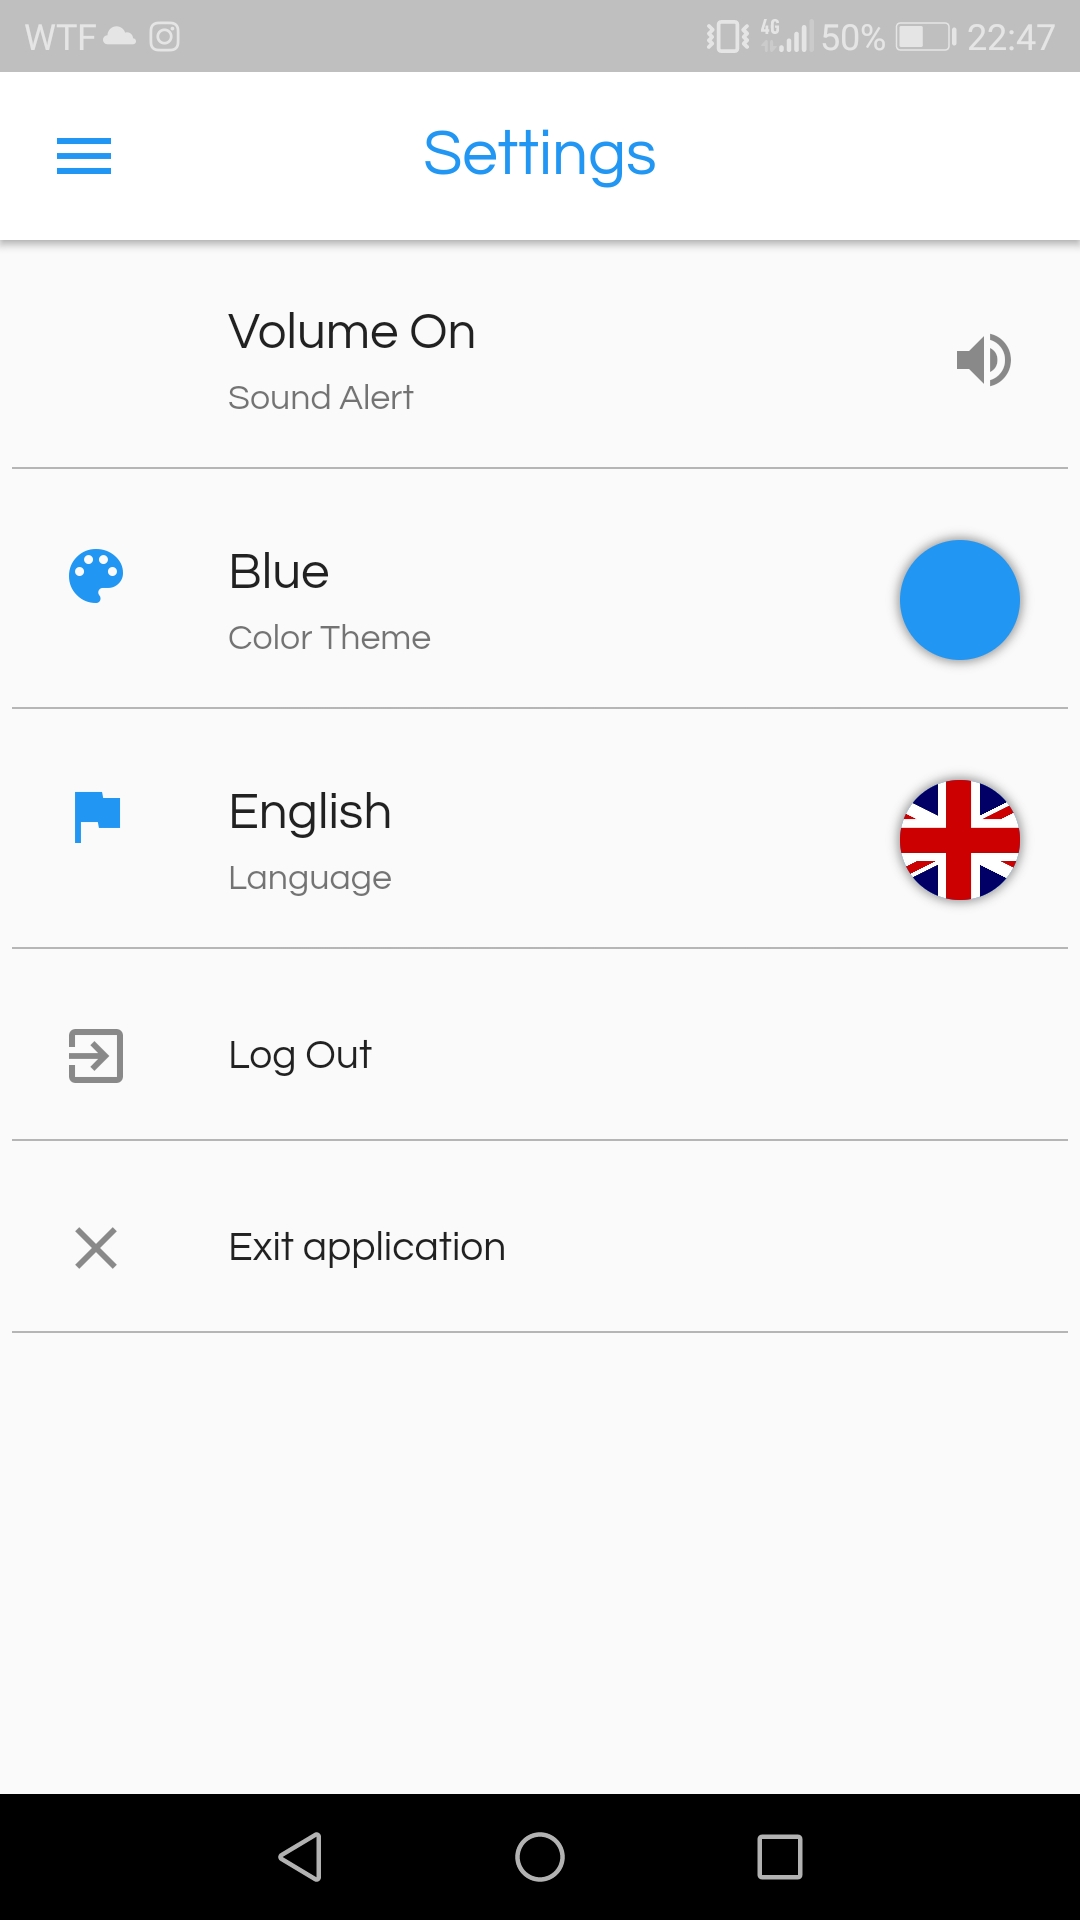 WTF 4G 50% 22:47
Settings
Volume On
Sound Alert
Blue
Color Theme
English
Language
Log Out
Exit application